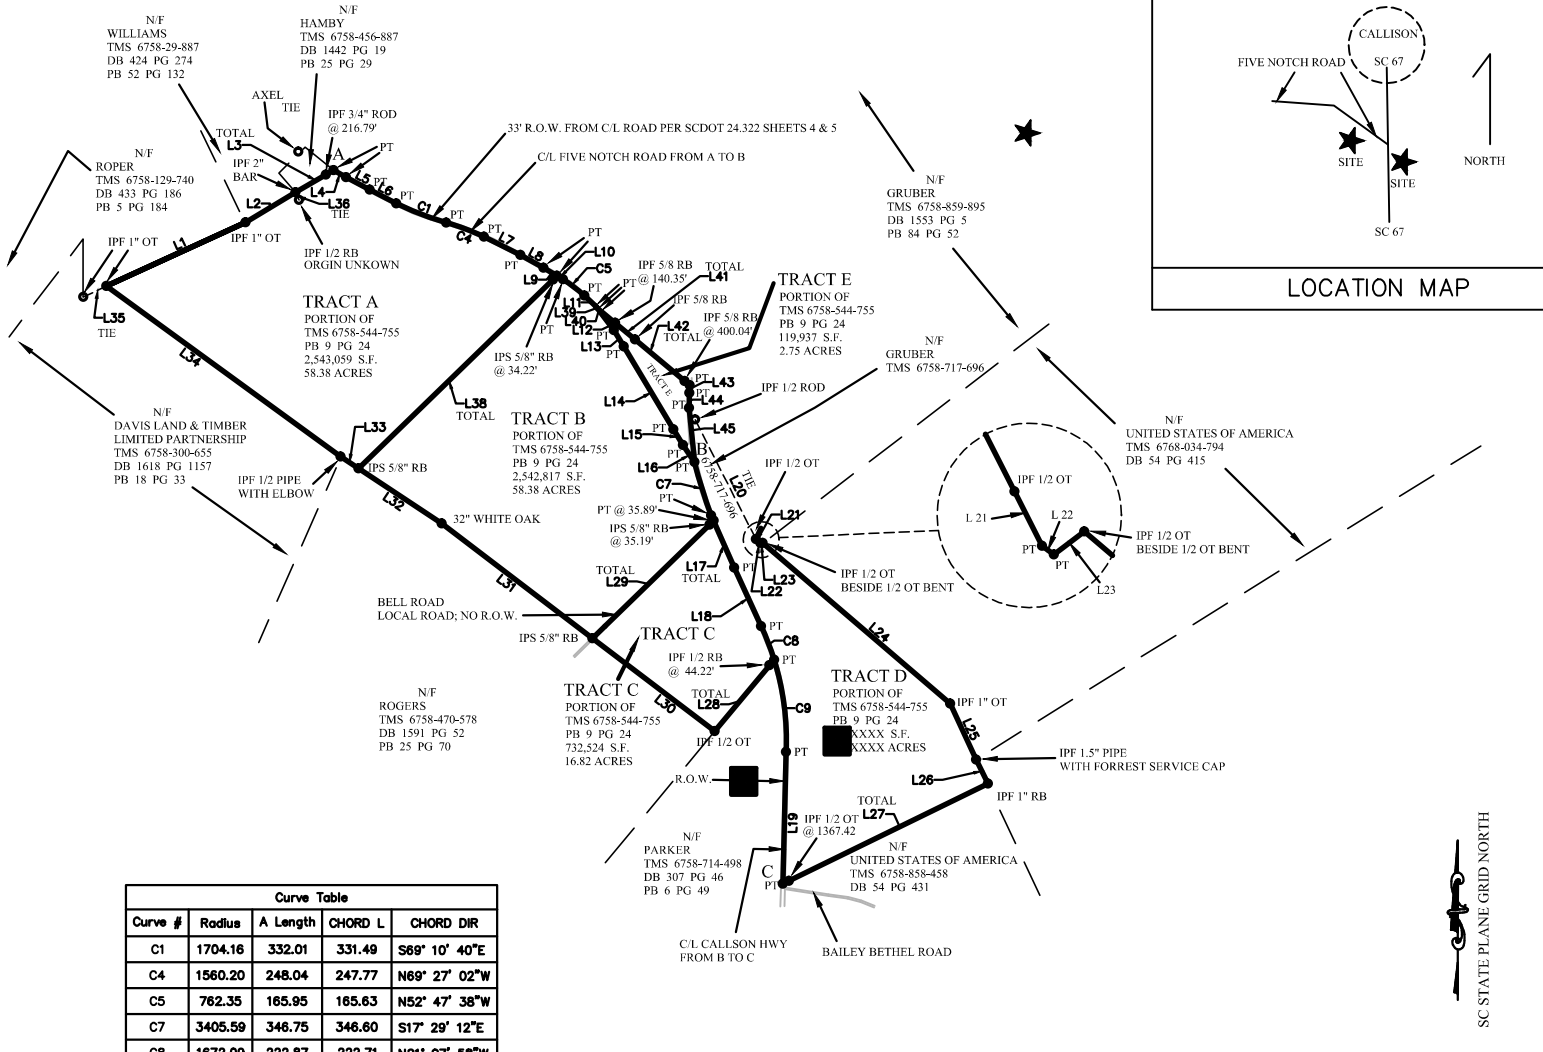 N/F
WILLIAMS
TMS 6758-29-887
DB 424 PG 274
PB 52 PG 132
N/F
HAMBY
TMS 6758-456-887
DB 1442 PG 19
PB 25 PG 29
AXEL
TIE
IPF 3/4" ROD
@ 216.79'
TOTAL
L3
A
PT
33' R.O.W. FROM C/L ROAD PER SCDOT 24.322 SHEETS 4 & 5
C/L FIVE NOTCH ROAD FROM A TO B
N/F
ROPER
TMS 6758-129-740
DB 433 PG 186
PB 5 PG 184
IPF 2"
BAR
L2
L4
L5
PT
L6
PT
L36
TIE
C1
PT
C4
PT
L7
PT
L8
PT
L1
IPF 1" OT
IPF 1" OT
IPF 1/2 RB
ORGIN UNKOWN
L35
TIE
L34
TRACT A
PORTION OF
TMS 6758-544-755
PB 9 PG 24
2,543,059 S.F.
58.38 ACRES
L9
L10
C5
PT
L11
L39
L40
L12
L13
PT
PT
IPF 5/8 RB
@ 140.35'
TOTAL
L41
IPF 5/8 RB
IPF 5/8 RB
@ 400.04'
L42
TOTAL
IPS 5/8" RB
@ 34.22'
TRACT E
PORTION OF
TMS 6758-544-755
PB 9 PG 24
119,937 S.F.
2.75 ACRES
TRACT E
N/F
GRUBER
TMS 6758-859-895
DB 1553 PG 5
PB 84 PG 52
N/F
GRUBER
TMS 6758-717-696
L38
TOTAL
L14
PT
L43
PT
L44
PT
IPF 1/2 ROD
L45
N/F
DAVIS LAND & TIMBER
LIMITED PARTNERSHIP
TMS 6758-300-655
DB 1618 PG 1157
PB 18 PG 33
L33
IPS 5/8" RB
IPF 1/2 PIPE
WITH ELBOW
TRACT B
PORTION OF
TMS 6758-544-755
PB 9 PG 24
2,542,817 S.F.
58.38 ACRES
PT
L15
PT
L16
B
PT
C7
6758-717-696
L20
TIE
IPF 1/2 OT
L21
N/F
UNITED STATES OF AMERICA
TMS 6768-034-794
DB 54 PG 415
IPF 1/2 OT
L 21
L 22
PT
PT
L23
IPF 1/2 OT
BESIDE 1/2 OT BENT
L32
32" WHITE OAK
PT
PT @ 35.89'
IPS 5/8" RB
@ 35.19'
L31
TOTAL
L29
L17
TOTAL
PT
L23
L22
IPF 1/2 OT
BESIDE 1/2 OT BENT
BELL ROAD
LOCAL ROAD; NO R.O.W.
IPS 5/8" RB
L18
PT
TRACT C
C8
PT
IPF 1/2 RB
@ 44.22'
L24
N/F
ROGERS
TMS 6758-470-578
DB 1591 PG 52
PB 25 PG 70
TRACT C
PORTION OF
TMS 6758-544-755
PB 9 PG 24
732,524 S.F.
16.82 ACRES
L30
TOTAL
L28
IPF 1/2 OT
C9
TRACT D
PORTION OF
TMS 6758-544-755
PB 9 PG 24
XXXX S.F.
XXXX ACRES
IPF 1" OT
L25
PT
R.O.W.
L26
IPF 1.5" PIPE
WITH FORREST SERVICE CAP
IPF 1" RB
TOTAL
L27
L19
IPF 1/2 OT
@ 1367.42
N/F
PARKER
TMS 6758-714-498
DB 307 PG 46
PB 6 PG 49
N/F
UNITED STATES OF AMERICA
TMS 6758-858-458
DB 54 PG 431
C
PT
C/L CALLSON HWY
FROM B TO C
BAILEY BETHEL ROAD
CALLISON
SC 67
FIVE NOTCH ROAD
SITE
SITE
NORTH
SC 67
LOCATION MAP
SC STATE PLANE GRID NORTH
Curve Table
Curve # Radius A Length CHORD L CHORD DIR
C1 1704.16 332.01 331.49 S69° 10' 40"E
C4 1560.20 248.04 247.77 N69° 27' 02"W
C5 762.35 165.95 165.63 N52° 47' 38"W
C7 3405.59 346.75 346.60 S17° 29' 12"E